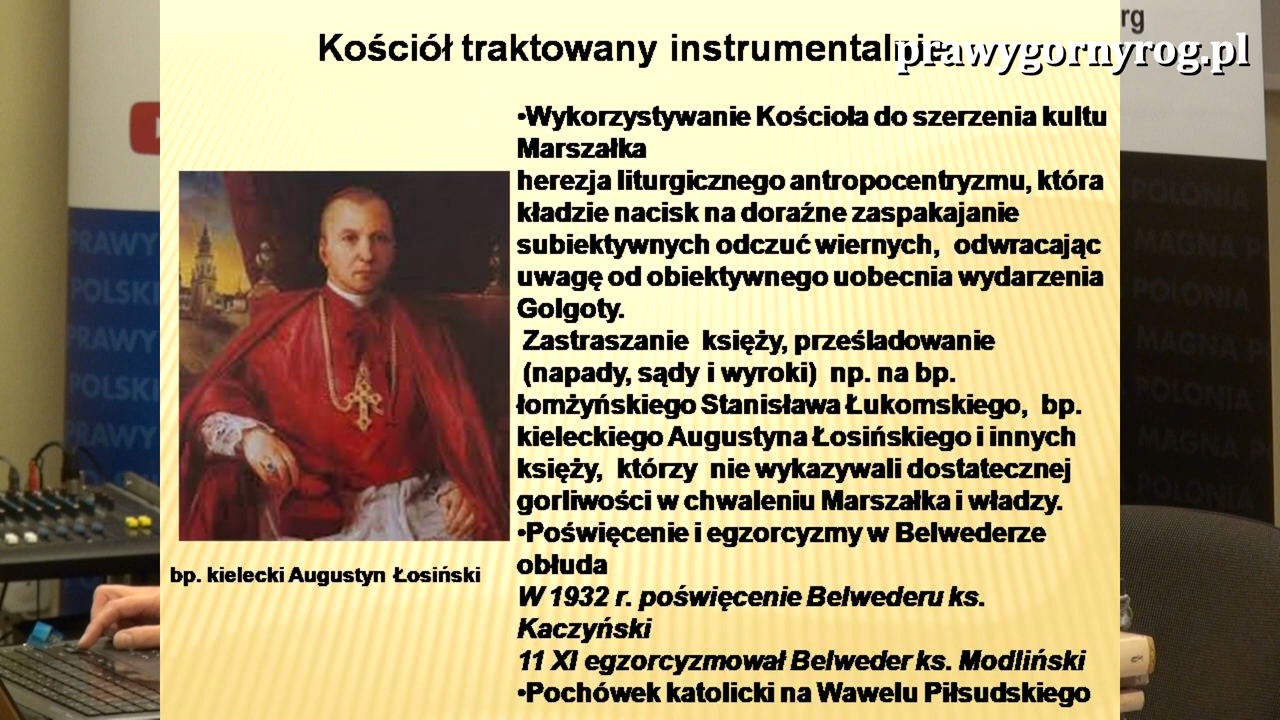 Kościół traktowany instrumentalnie
prawygornyrog.pl
rg
•Wykorzystywanie Kościoła do szerzenia kultu
Marszałka
herezja liturgicznego antropocentryzmu, która
kładzie nacisk na doraźne zaspakajanie
subiektywnych odczuć wiernych, odwracając
uwagę od obiektywnego uobecnia wydarzenia
Golgoty.
Zastraszanie księży, prześladowanie
(napady, sądy i wyroki) np. na bp.
łomżyńskiego Stanisława Łukomskiego, bp.
kieleckiego Augustyna Łosińskiego i innych
księży, którzy nie wykazywali dostatecznej
gorliwości w chwaleniu Marszałka i władzy.
•Poświęcenie i egzorcyzmy w Belwederze
obłuda
W 1932 r. poświęcenie Belwederu ks.
Kaczyński
11 XI egzorcyzmował Belweder ks. Modliński
•Pochówek katolicki na Wawelu Piłsudskiego
bp. kielecki Augustyn Łosiński
PRAWY
POLSKI
PRAWY
POLSKI
PRAWY
POLONIA
MAGNA P
POLONIA
MAGNA P
POLONIA
MAGNA P
POLONIA